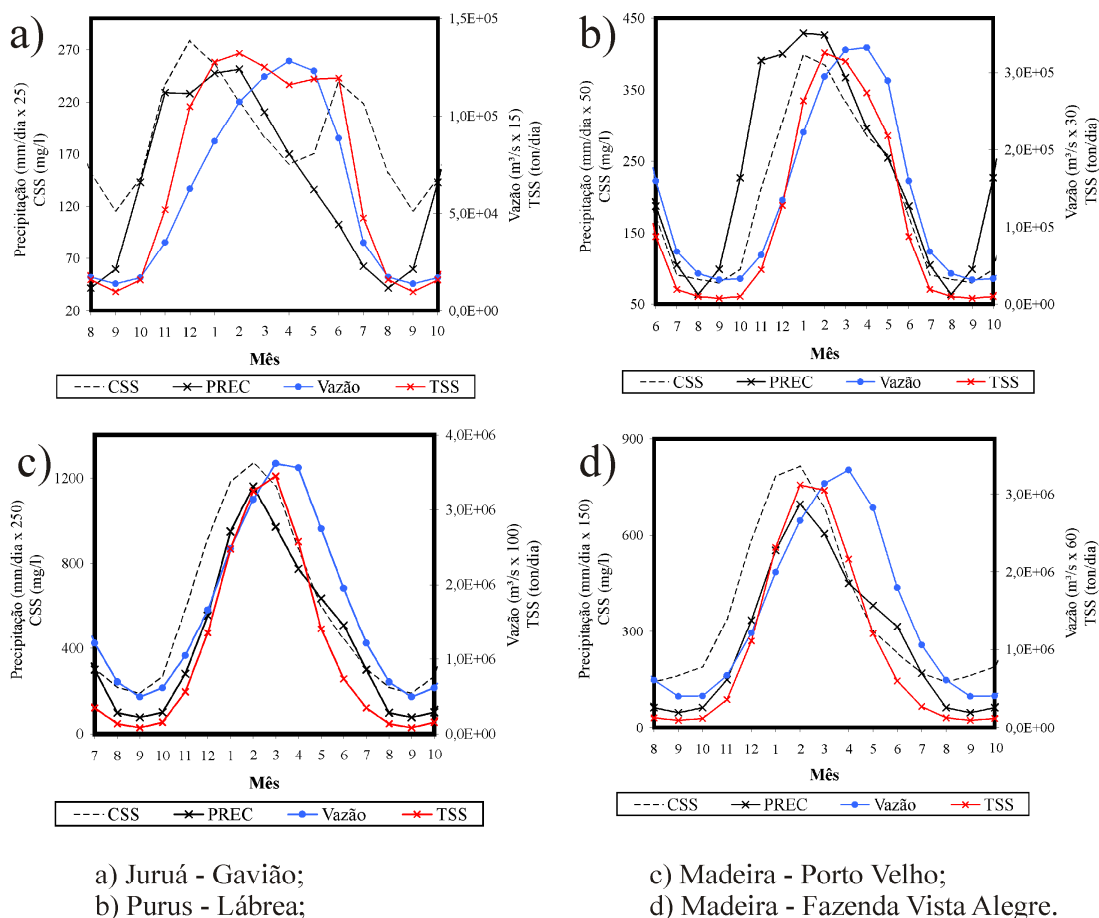 a)
Precipitação (mm/dia x 25)
CSS (mg/l)
270
220
170
120
70
20
1,5E+05
1,0E+05
5,0E+04
0,0E+00
Vazão (m³/s x 15)
TSS (ton/dia)
8 9 10 11 12 1 2 3 4 5 6 7 8 9 10
Mês
CSS PREC Vazão TSS
b)
Precipitação (mm/dia x 50)
CSS (mg/l)
450
350
250
150
50
3,0E+05
2,0E+05
1,0E+05
0,0E+00
Vazão (m³/s x 30)
TSS (ton/dia)
6 7 8 9 10 11 12 1 2 3 4 5 6 7 8 9 10
Mês
CSS PREC Vazão TSS
c)
Precipitação (mm/dia x 250)
CSS (mg/l)
1200
800
400
0
4,0E+06
3,0E+06
2,0E+06
1,0E+06
0,0E+00
Vazão (m³/s x 100)
TSS (ton/dia)
7 8 9 10 11 12 1 2 3 4 5 6 7 8 9 10
Mês
CSS PREC Vazão TSS
d)
Precipitação (mm/dia x 150)
CSS (mg/l)
900
600
300
0
3,0E+06
2,0E+06
1,0E+06
0,0E+00
Vazão (m³/s x 60)
TSS (ton/dia)
8 9 10 11 12 1 2 3 4 5 6 7 8 9 10
Mês
CSS PREC Vazão TSS
a) Juruá - Gavião;
b) Purus - Lábrea;
c) Madeira - Porto Velho;
d) Madeira - Fazenda Vista Alegre.